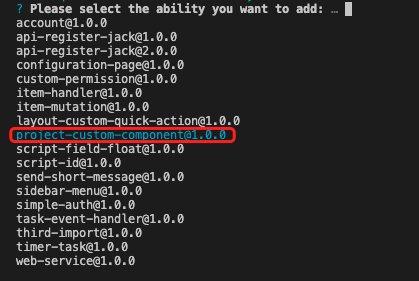 ? Please select the ability you want to add: …
account@1.0.0
api-register-jack@1.0.0
api-register-jack@2.0.0
configuration-page@1.0.0
custom-permission@1.0.0
item-handler@1.0.0
item-mutation@1.0.0
layout-custom-quick-action@1.0.0
project-custom-component@1.0.0
script-field-float@1.0.0
script-id@1.0.0
send-short-message@1.0.0
sidebar-menu@1.0.0
simple-auth@1.0.0
task-event-handler@1.0.0
third-import@1.0.0
timer-task@1.0.0
web-service@1.0.0